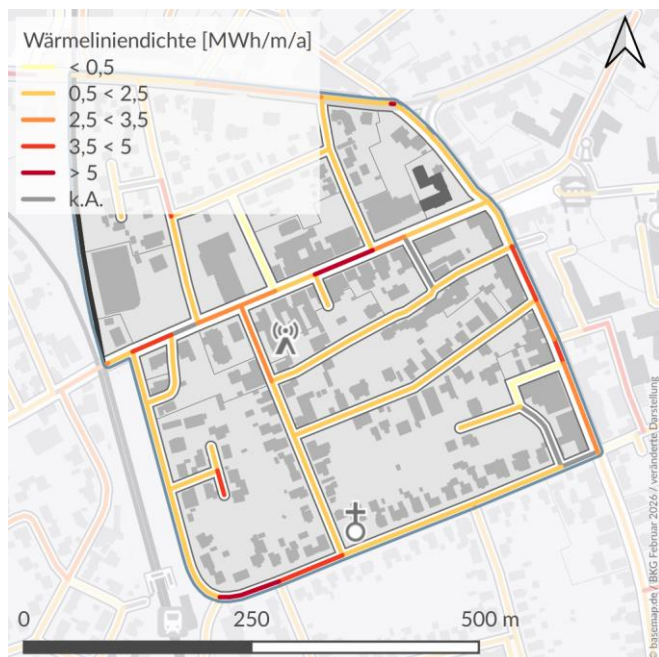 Wärmeliniendichte [MWh/m/a]
< 0,5
0,5 < 2,5
2,5 < 3,5
3,5 < 5
> 5
k.A.
0 250 500 m
© basemap.de / BKG Februar 2026 / veränderte Darstellung